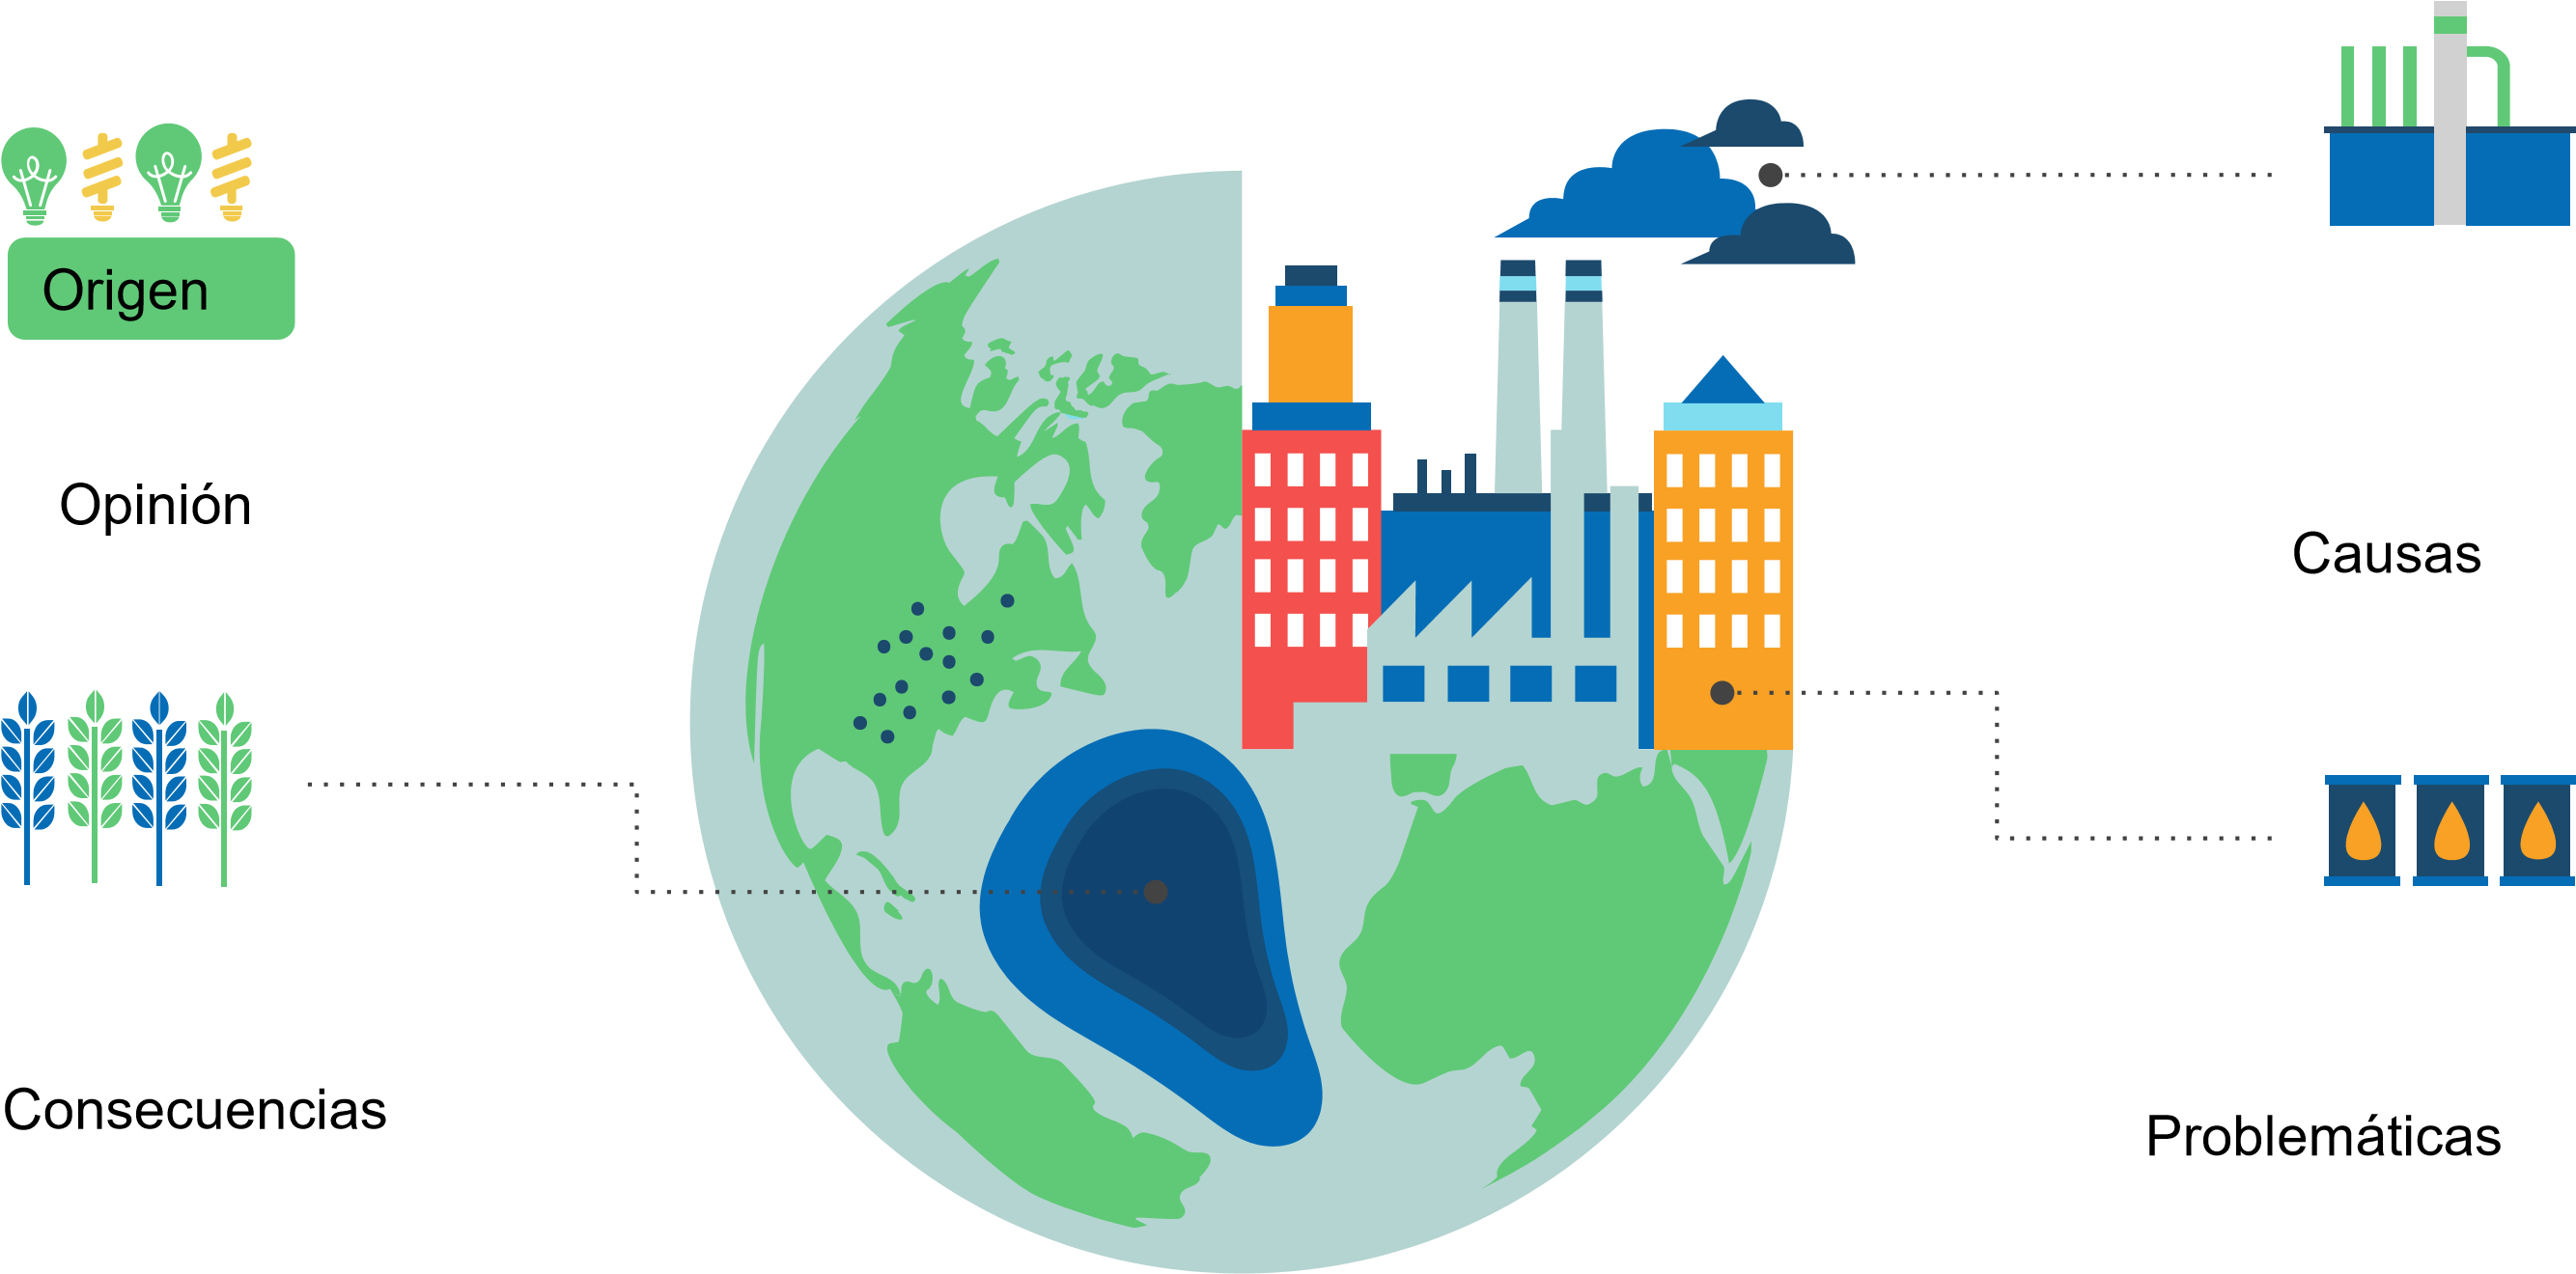 Origen
Opinión
Causas
Consecuencias
Problemáticas